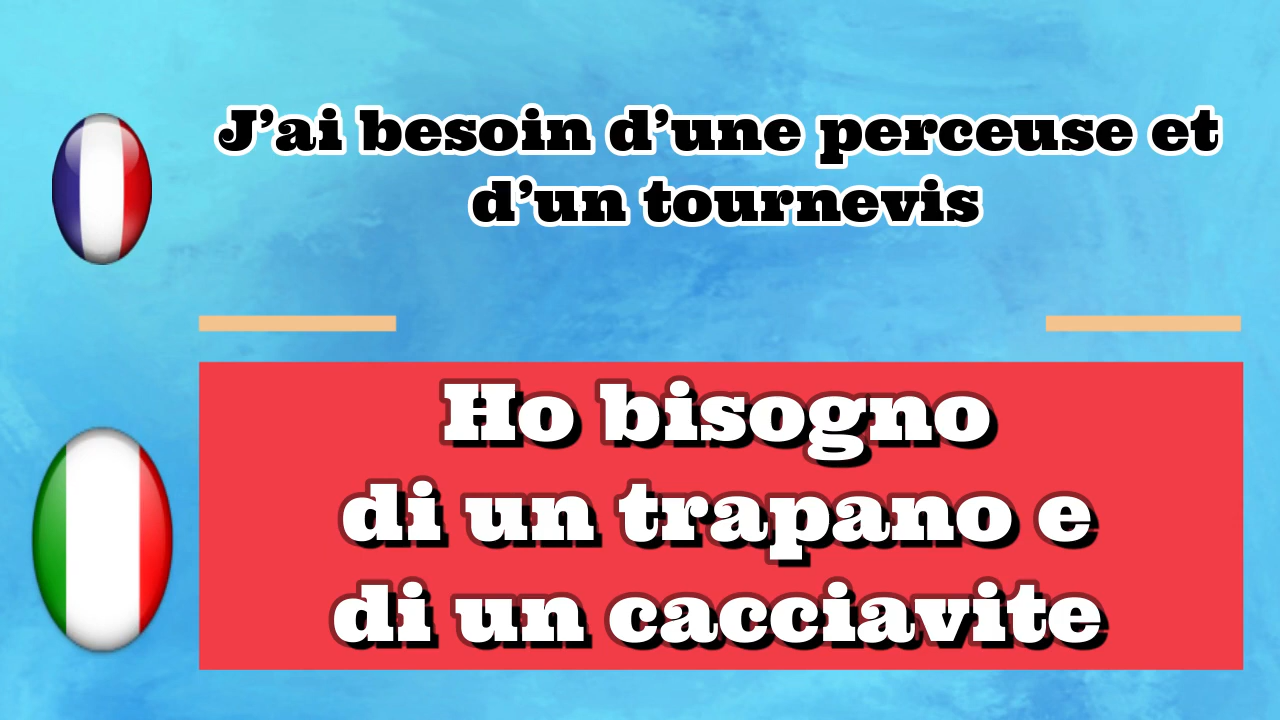 J’ai besoin d’une perceuse et
d’un tournevis
Ho bisogno
di un trapano e
di un cacciavite